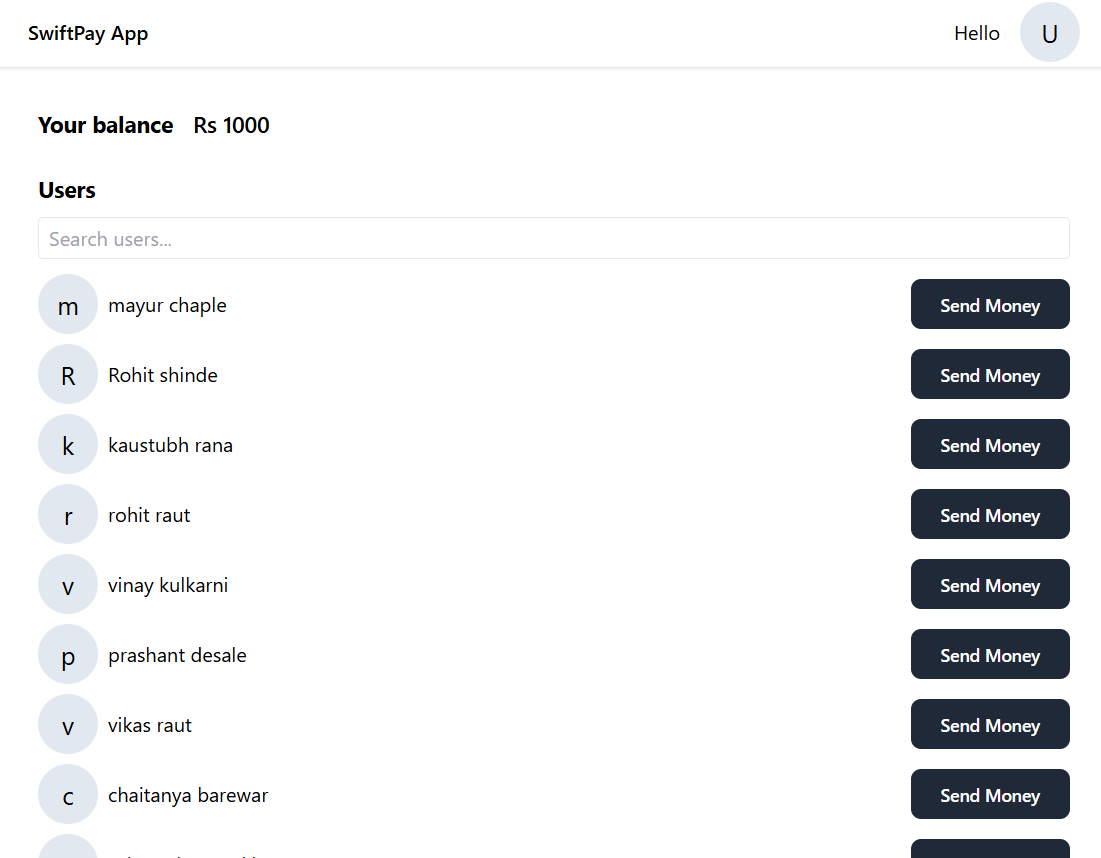 SwiftPay App Hello U
Your balance Rs 1000
Users
Search users...
m mayur chaple Send Money
R Rohit shinde Send Money
k kaustubh rana Send Money
r rohit raut Send Money
v vinay kulkarni Send Money
p prashant desale Send Money
v vikas raut Send Money
c chaitanya barewar Send Money